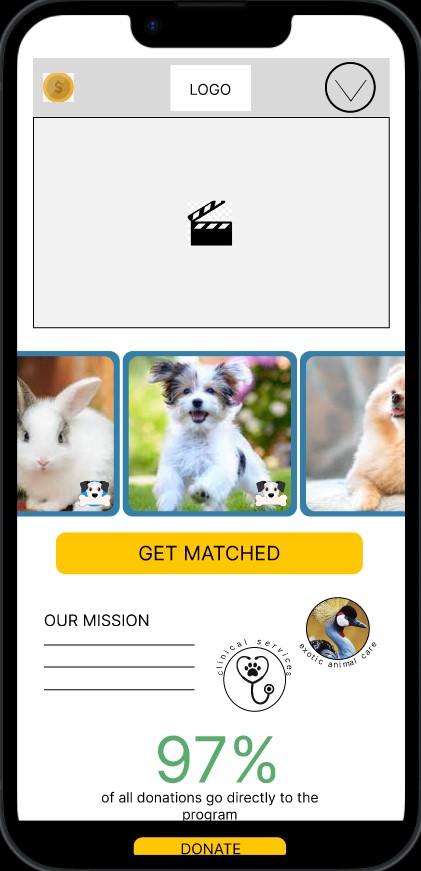 $
LOGO
GET MATCHED
OUR MISSION
clinical services
exotic animal care
97%
of all donations go directly to the
program
DONATE